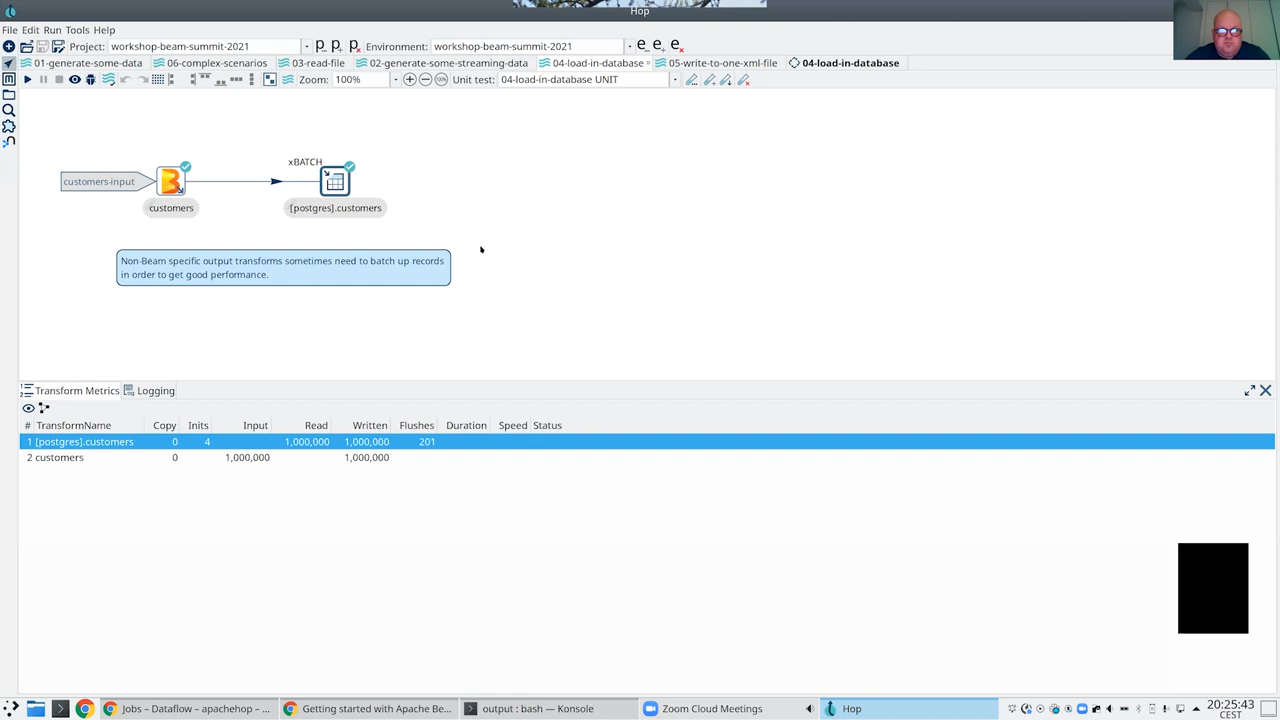 Hop
File Edit Run Tools Help
Project: workshop-beam-summit-2021 Environment: workshop-beam-summit-2021
01-generate-some-data 06-complex-scenarios 03-read-file 02-generate-some-streaming-data 04-load-in-database 05-write-to-one-xml-file 04-load-in-database
Zoom: 100% Unit test: 04-load-in-database UNIT
xBATCH
customers-input
customers [postgres].customers
Non-Beam specific output transforms sometimes need to batch up records
in order to get good performance.
Transform Metrics Logging
# TransformName Copy Inits Input Read Written Flushes Duration Speed Status
1 [postgres].customers 0 4 1,000,000 1,000,000 201
2 customers 0 1,000,000 1,000,000
Jobs – Dataflow – apachehop – ... Getting started with Apache Be... output : bash — Konsole Zoom Cloud Meetings Hop 20:25:43
CEST